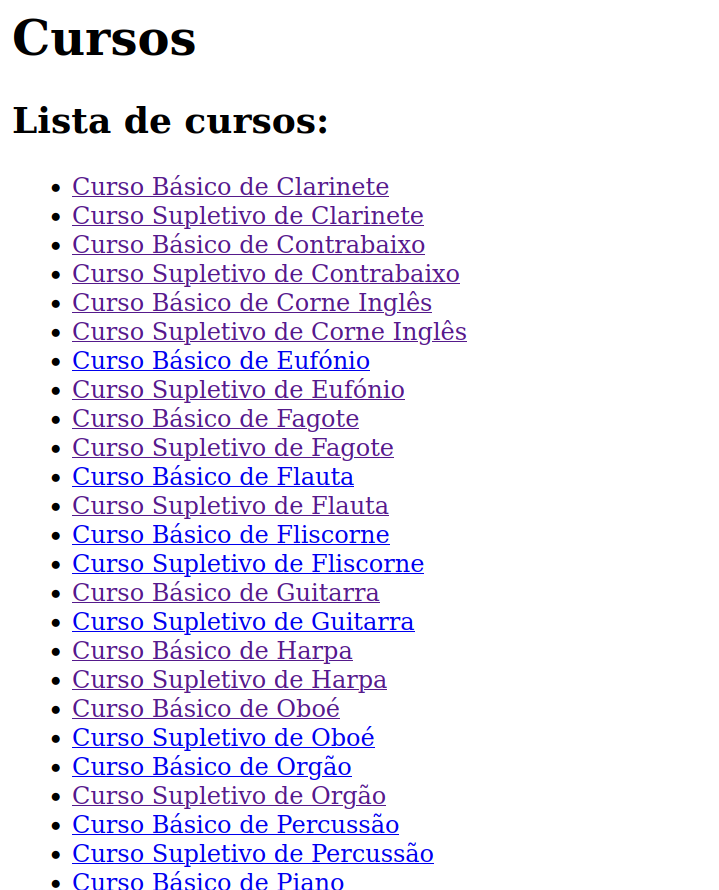 Cursos
Lista de cursos:
Curso Básico de Clarinete
Curso Supletivo de Clarinete
Curso Básico de Contrabaixo
Curso Supletivo de Contrabaixo
Curso Básico de Corne Inglês
Curso Supletivo de Corne Inglês
Curso Básico de Eufónio
Curso Supletivo de Eufónio
Curso Básico de Fagote
Curso Supletivo de Fagote
Curso Básico de Flauta
Curso Supletivo de Flauta
Curso Básico de Fliscorne
Curso Supletivo de Fliscorne
Curso Básico de Guitarra
Curso Supletivo de Guitarra
Curso Básico de Harpa
Curso Supletivo de Harpa
Curso Básico de Oboé
Curso Supletivo de Oboé
Curso Básico de Orgão
Curso Supletivo de Orgão
Curso Básico de Percussão
Curso Supletivo de Percussão
Curso Básico de Piano